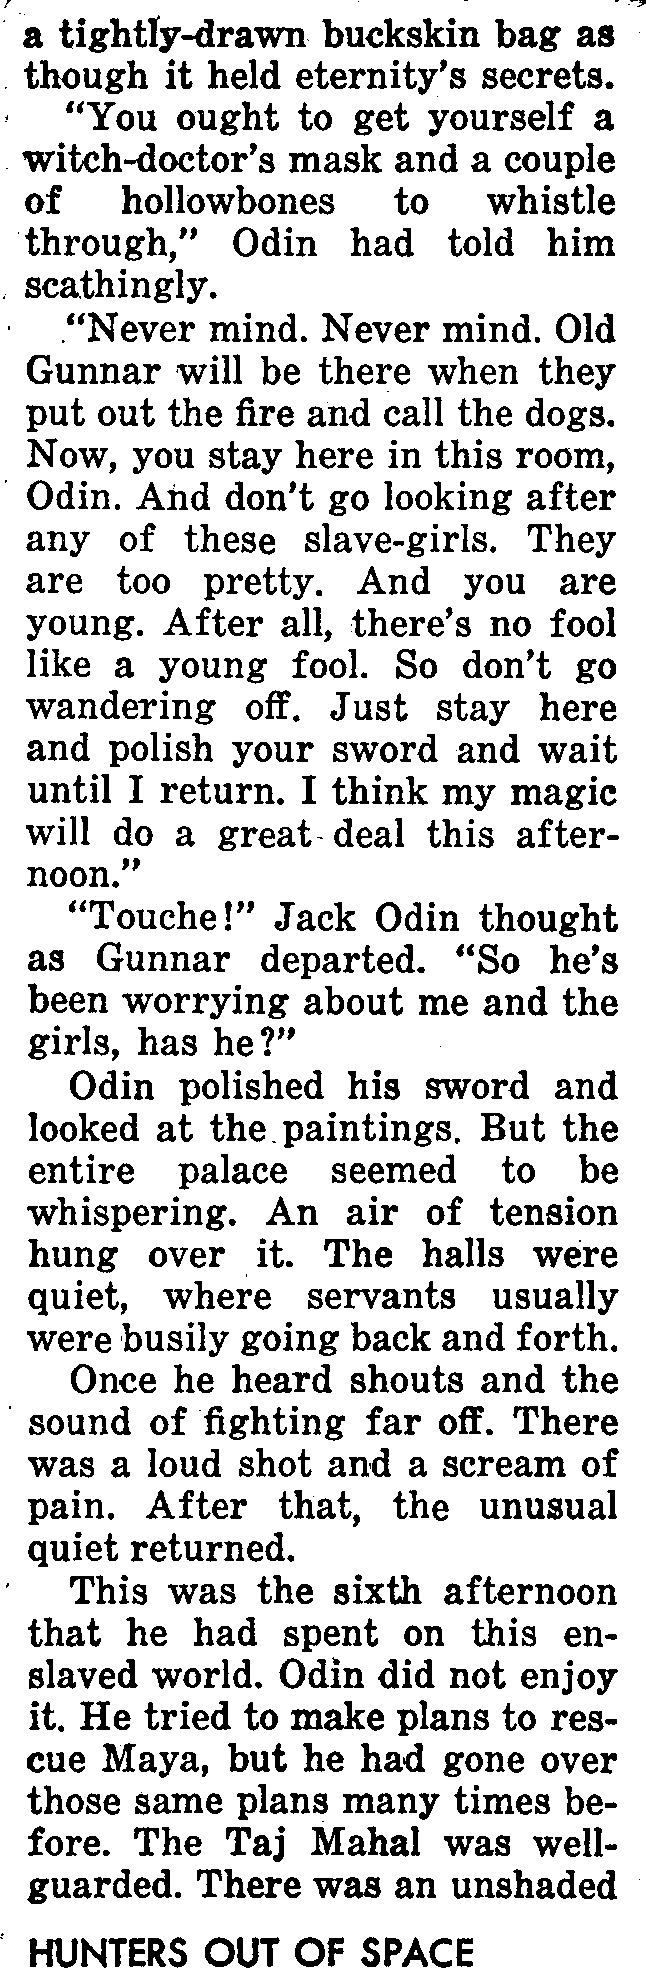 a tightly-drawn buckskin bag as
though it held eternity's secrets.
“You ought to get yourself a
witch-doctor's mask and a couple
of hollowbones to whistle
through,” Odin had told him
scathingly.
“Never mind. Never mind. Old
Gunnar will be there when they
put out the fire and call the dogs.
Now, you stay here in this room,
Odin. And don't go looking after
any of these slave-girls. They
are too pretty. And you are
young. After all, there's no fool
like a young fool. So don't go
wandering off. Just stay here
and polish your sword and wait
until I return. I think my magic
will do a great deal this after-
noon.”
“Touche!” Jack Odin thought
as Gunnar departed. “So he's
been worrying about me and the
girls, has he?”
Odin polished his sword and
looked at the paintings. But the
entire palace seemed to be
whispering. An air of tension
hung over it. The halls were
quiet, where servants usually
were busily going back and forth.
Once he heard shouts and the
sound of fighting far off. There
was a loud shot and a scream of
pain. After that, the unusual
quiet returned.
This was the sixth afternoon
that he had spent on this en-
slaved world. Odin did not enjoy
it. He tried to make plans to res-
cue Maya, but he had gone over
those same plans many times be-
fore. The Taj Mahal was well-
guarded. There was an unshaded
HUNTERS OUT OF SPACE